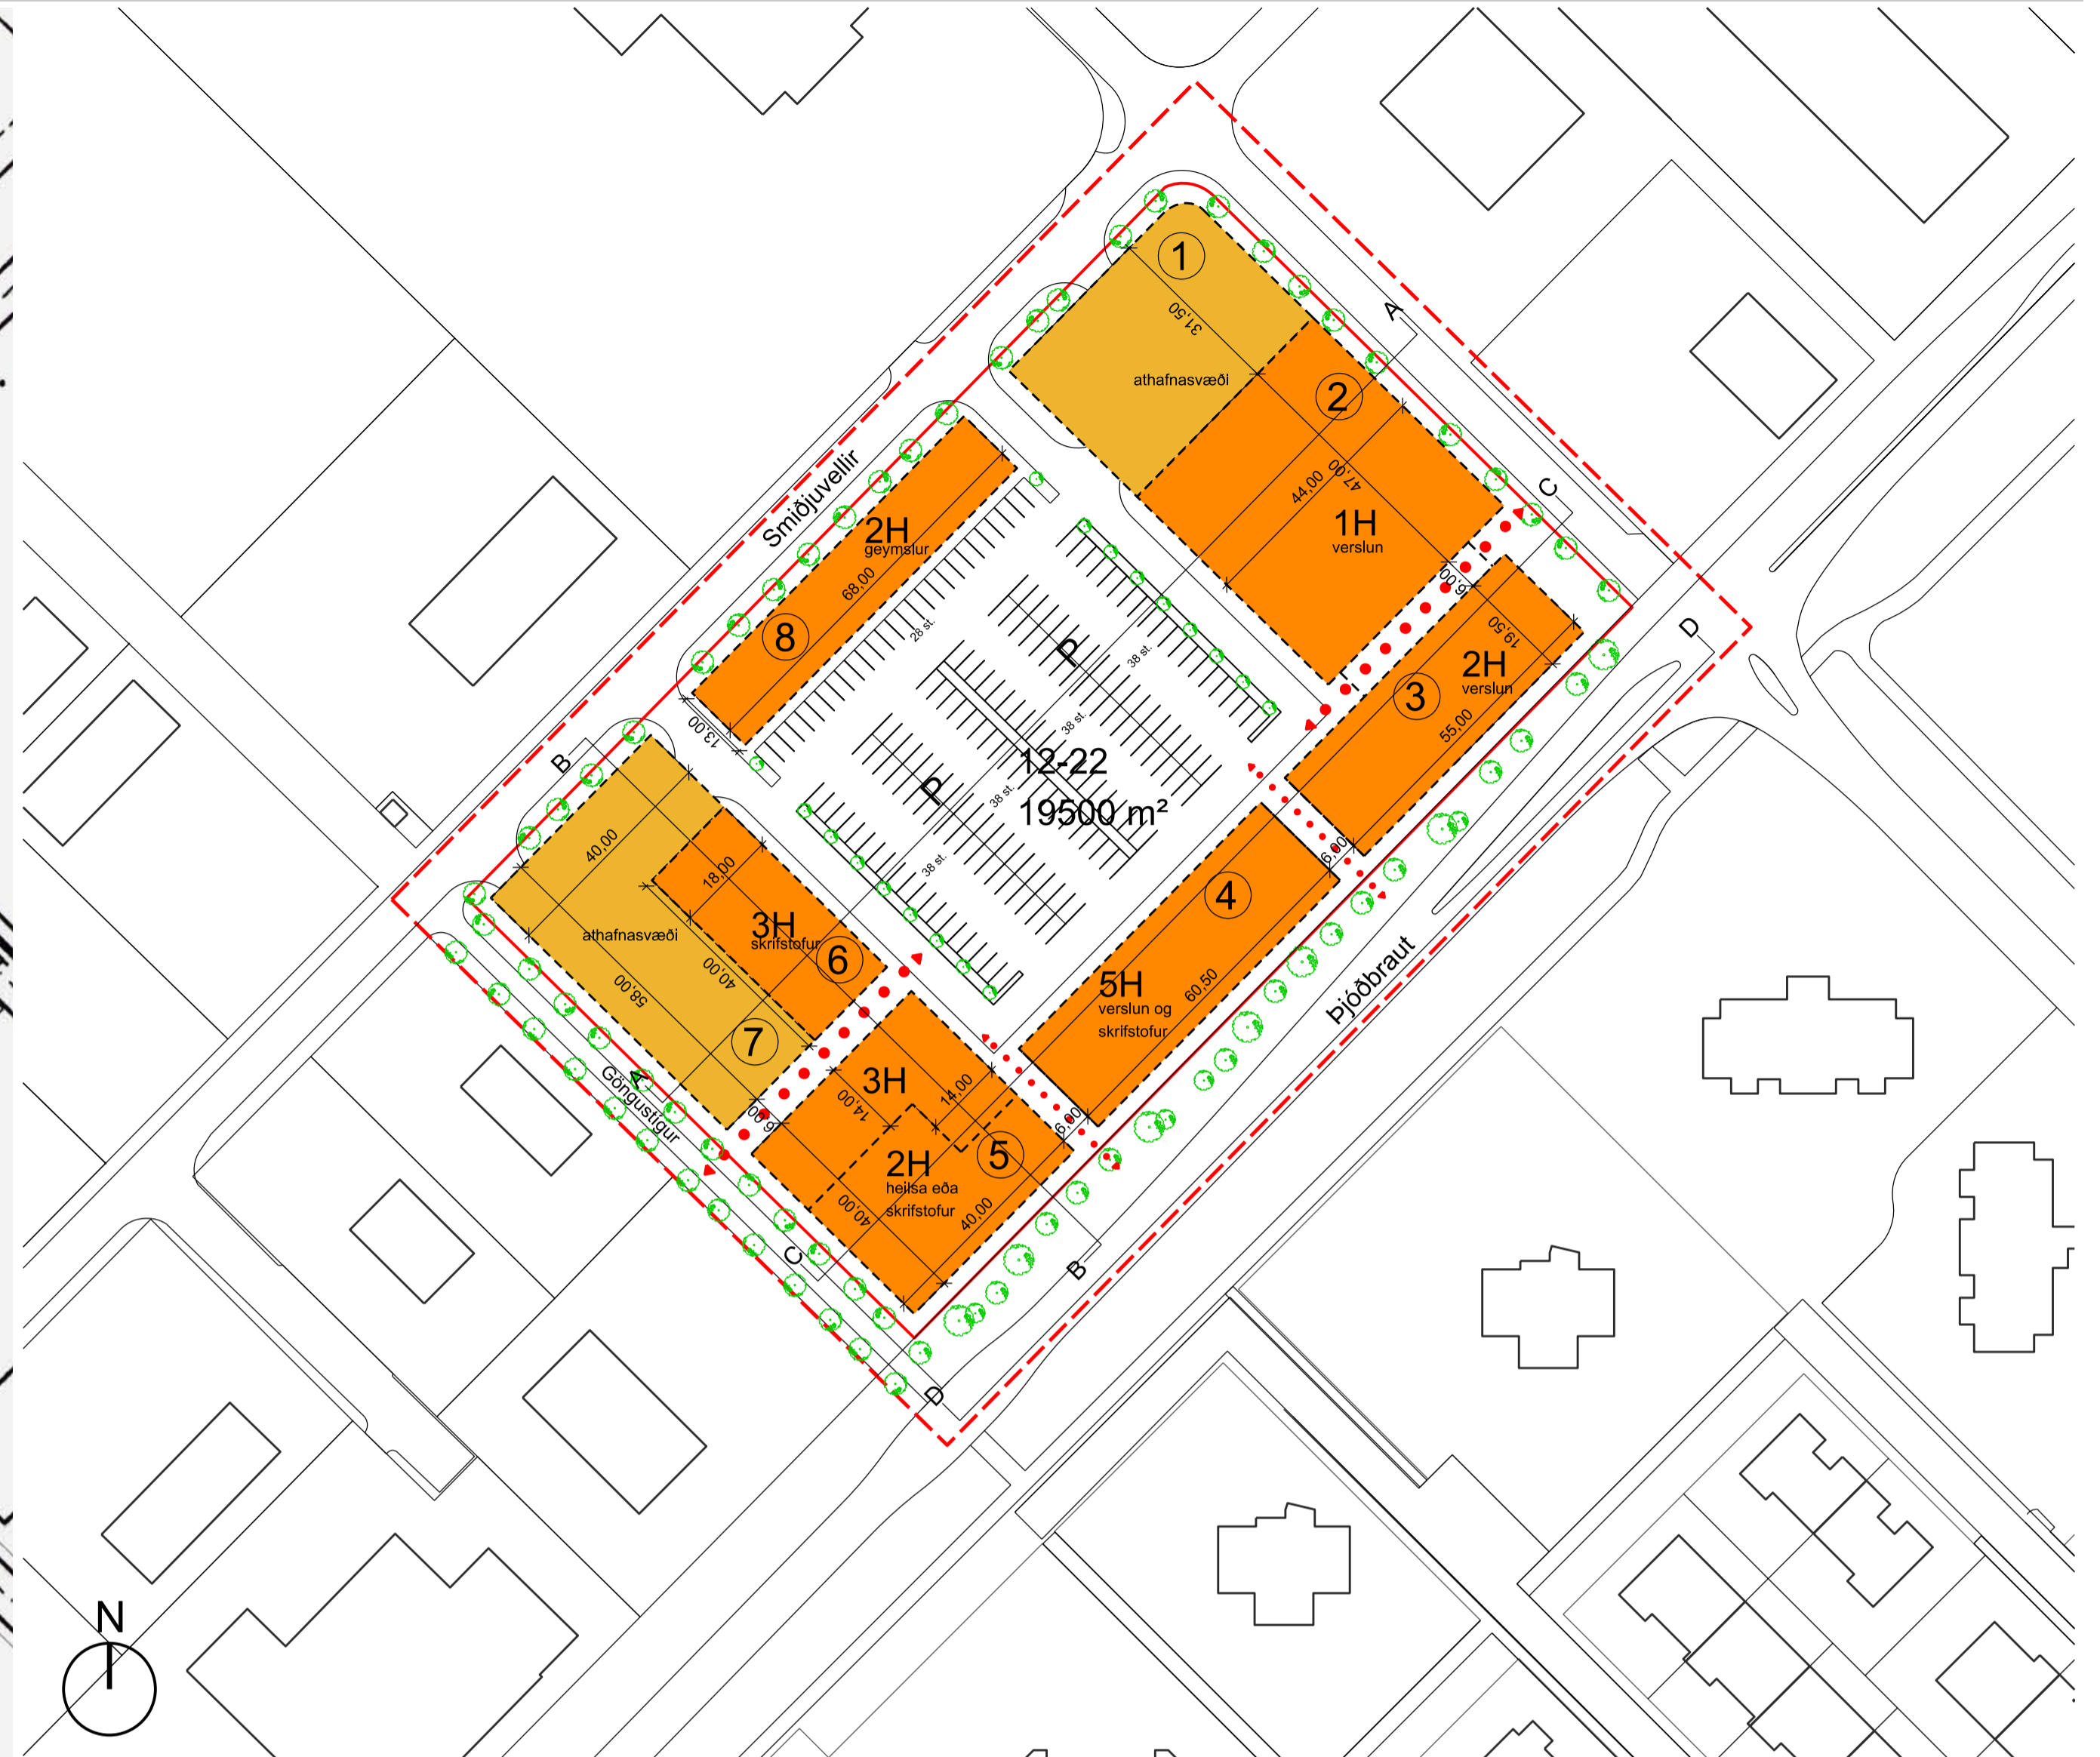 1
31,50
A
athafnasvæði
2
44,00
47,00
C
Smiðjuvellir
2H
geymslur
1H
verslun
68,00
6,00
28 st.
8
19,50
D
P
38 st.
2H
verslun
3
13,00
38 st.
55,00
B
12-22
19500 m²
P
38 st.
40,00
6,00
18,00
38 st.
4
athafnasvæði
3H
skrifstofur
6
40,00
58,00
5H
verslun og
skrifstofur
60,50
Þjóðbraut
7
A
Göngustígur
3H
14,00
14,00
6,00
6,00
2H
heilsa eða
skrifstofur
5
40,00
40,00
C
B
D
N